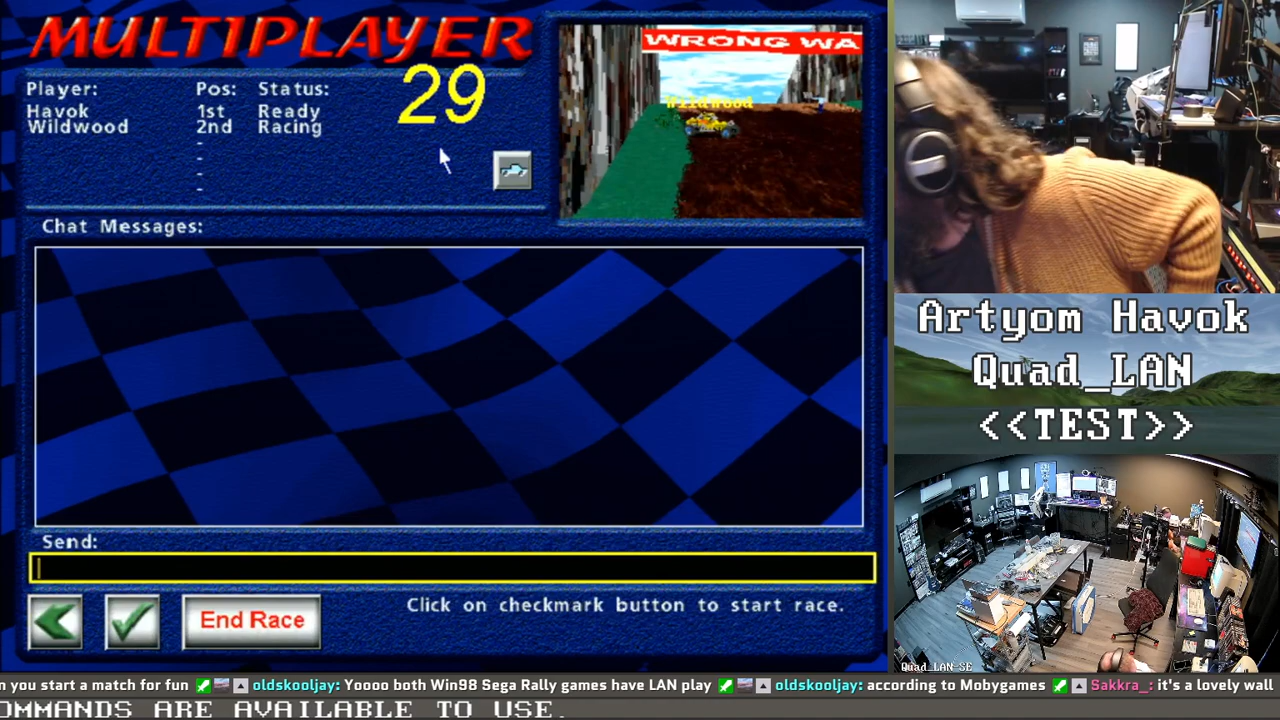 MULTIPLAYER
WRONG WA
Player: Pos: Status:
29
Havok 1st Ready
Wildwood 2nd Racing
-
-
-
-
Wildwood
Chat Messages:
Send:
End Race
Click on checkmark button to start race.
Artyom Havok
Quad_LAN
<<TEST>>
Quad_LAN-SE
n you start a match for fun oldskooljay: Yoooo both Win98 Sega Rally games have LAN play oldskooljay: according to Mobygames Sakkra_: it's a lovely wall
OMMANDS ARE AVAILABLE TO USE.